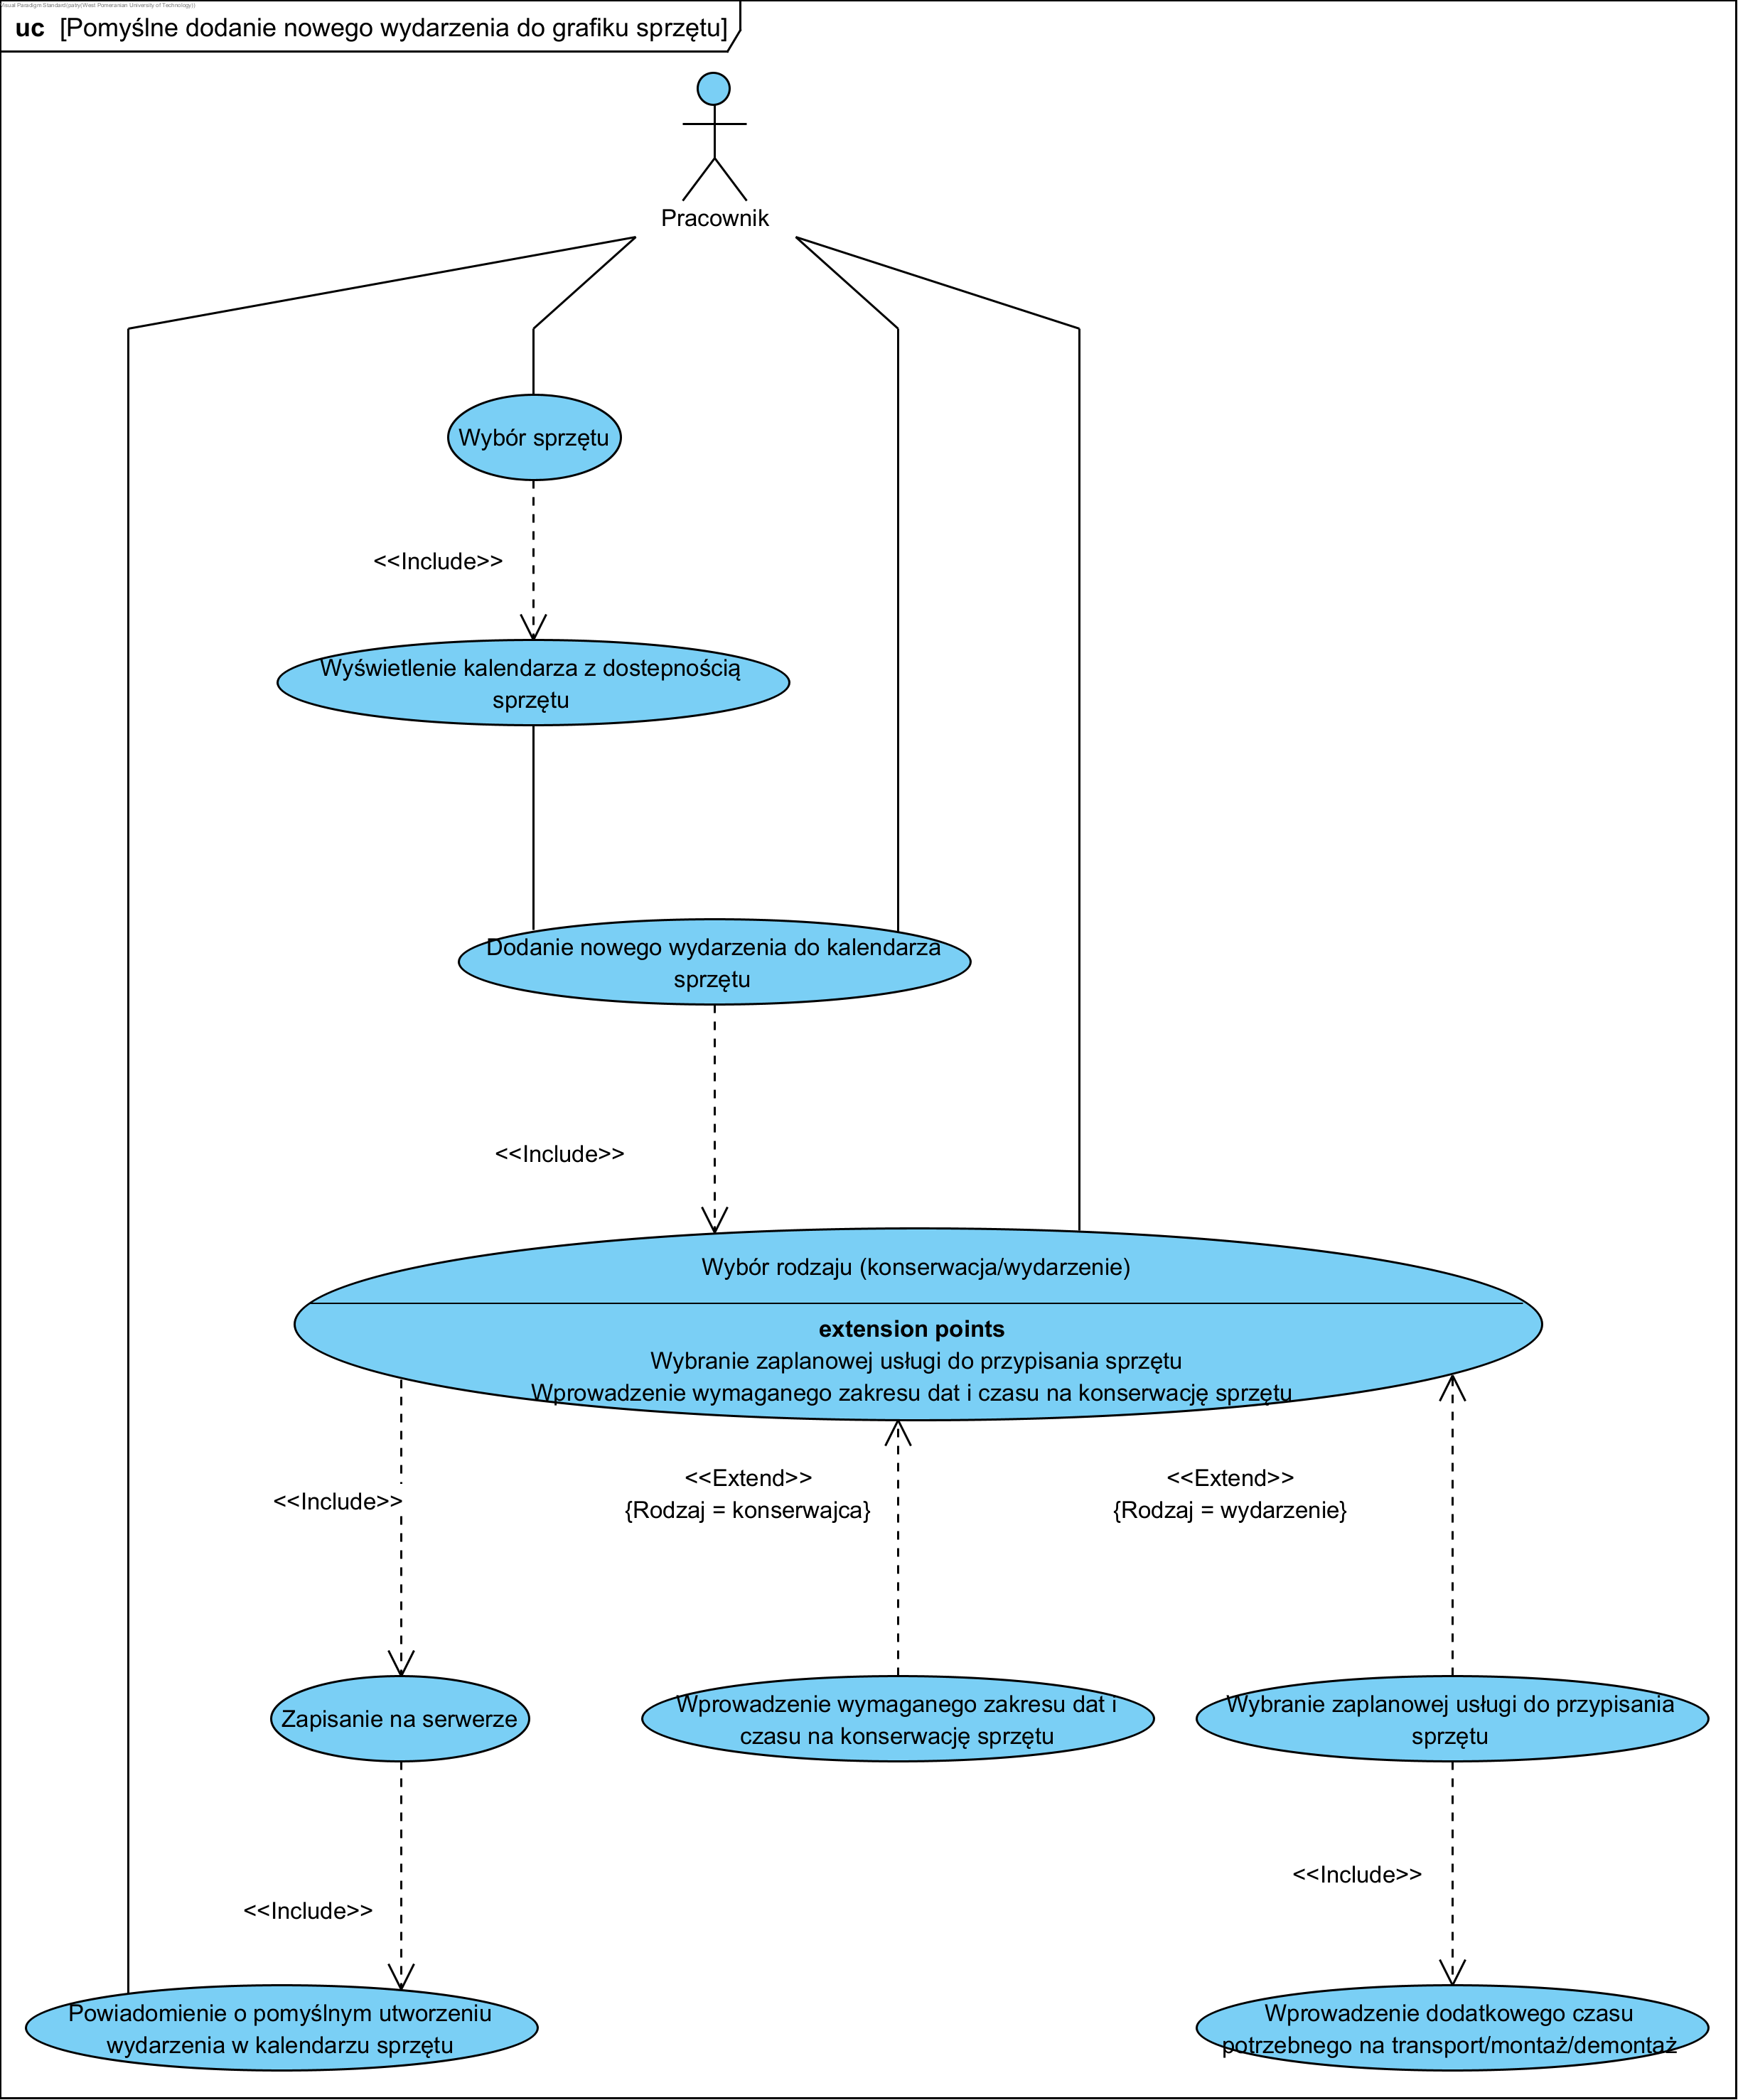 Visual Paradigm Standard(patry(West Pomeranian University of Technology))
uc [Pomyślne dodanie nowego wydarzenia do grafiku sprzętu]
Pracownik
Wybór sprzętu
<<Include>>
Wyświetlenie kalendarza z dostepnością
sprzętu
Dodanie nowego wydarzenia do kalendarza
sprzętu
<<Include>>
Wybór rodzaju (konserwacja/wydarzenie)
extension points
Wybranie zaplanowej usługi do przypisania sprzętu
Wprowadzenie wymaganego zakresu dat i czasu na konserwację sprzętu
<<Include>>
<<Extend>>
{Rodzaj = konserwajca}
<<Extend>>
{Rodzaj = wydarzenie}
Zapisanie na serwerze
Wprowadzenie wymaganego zakresu dat i
czasu na konserwację sprzętu
Wybranie zaplanowej usługi do przypisania
sprzętu
<<Include>>
<<Include>>
Powiadomienie o pomyślnym utworzeniu
wydarzenia w kalendarzu sprzętu
Wprowadzenie dodatkowego czasu
potrzebnego na transport/montaż/demontaż